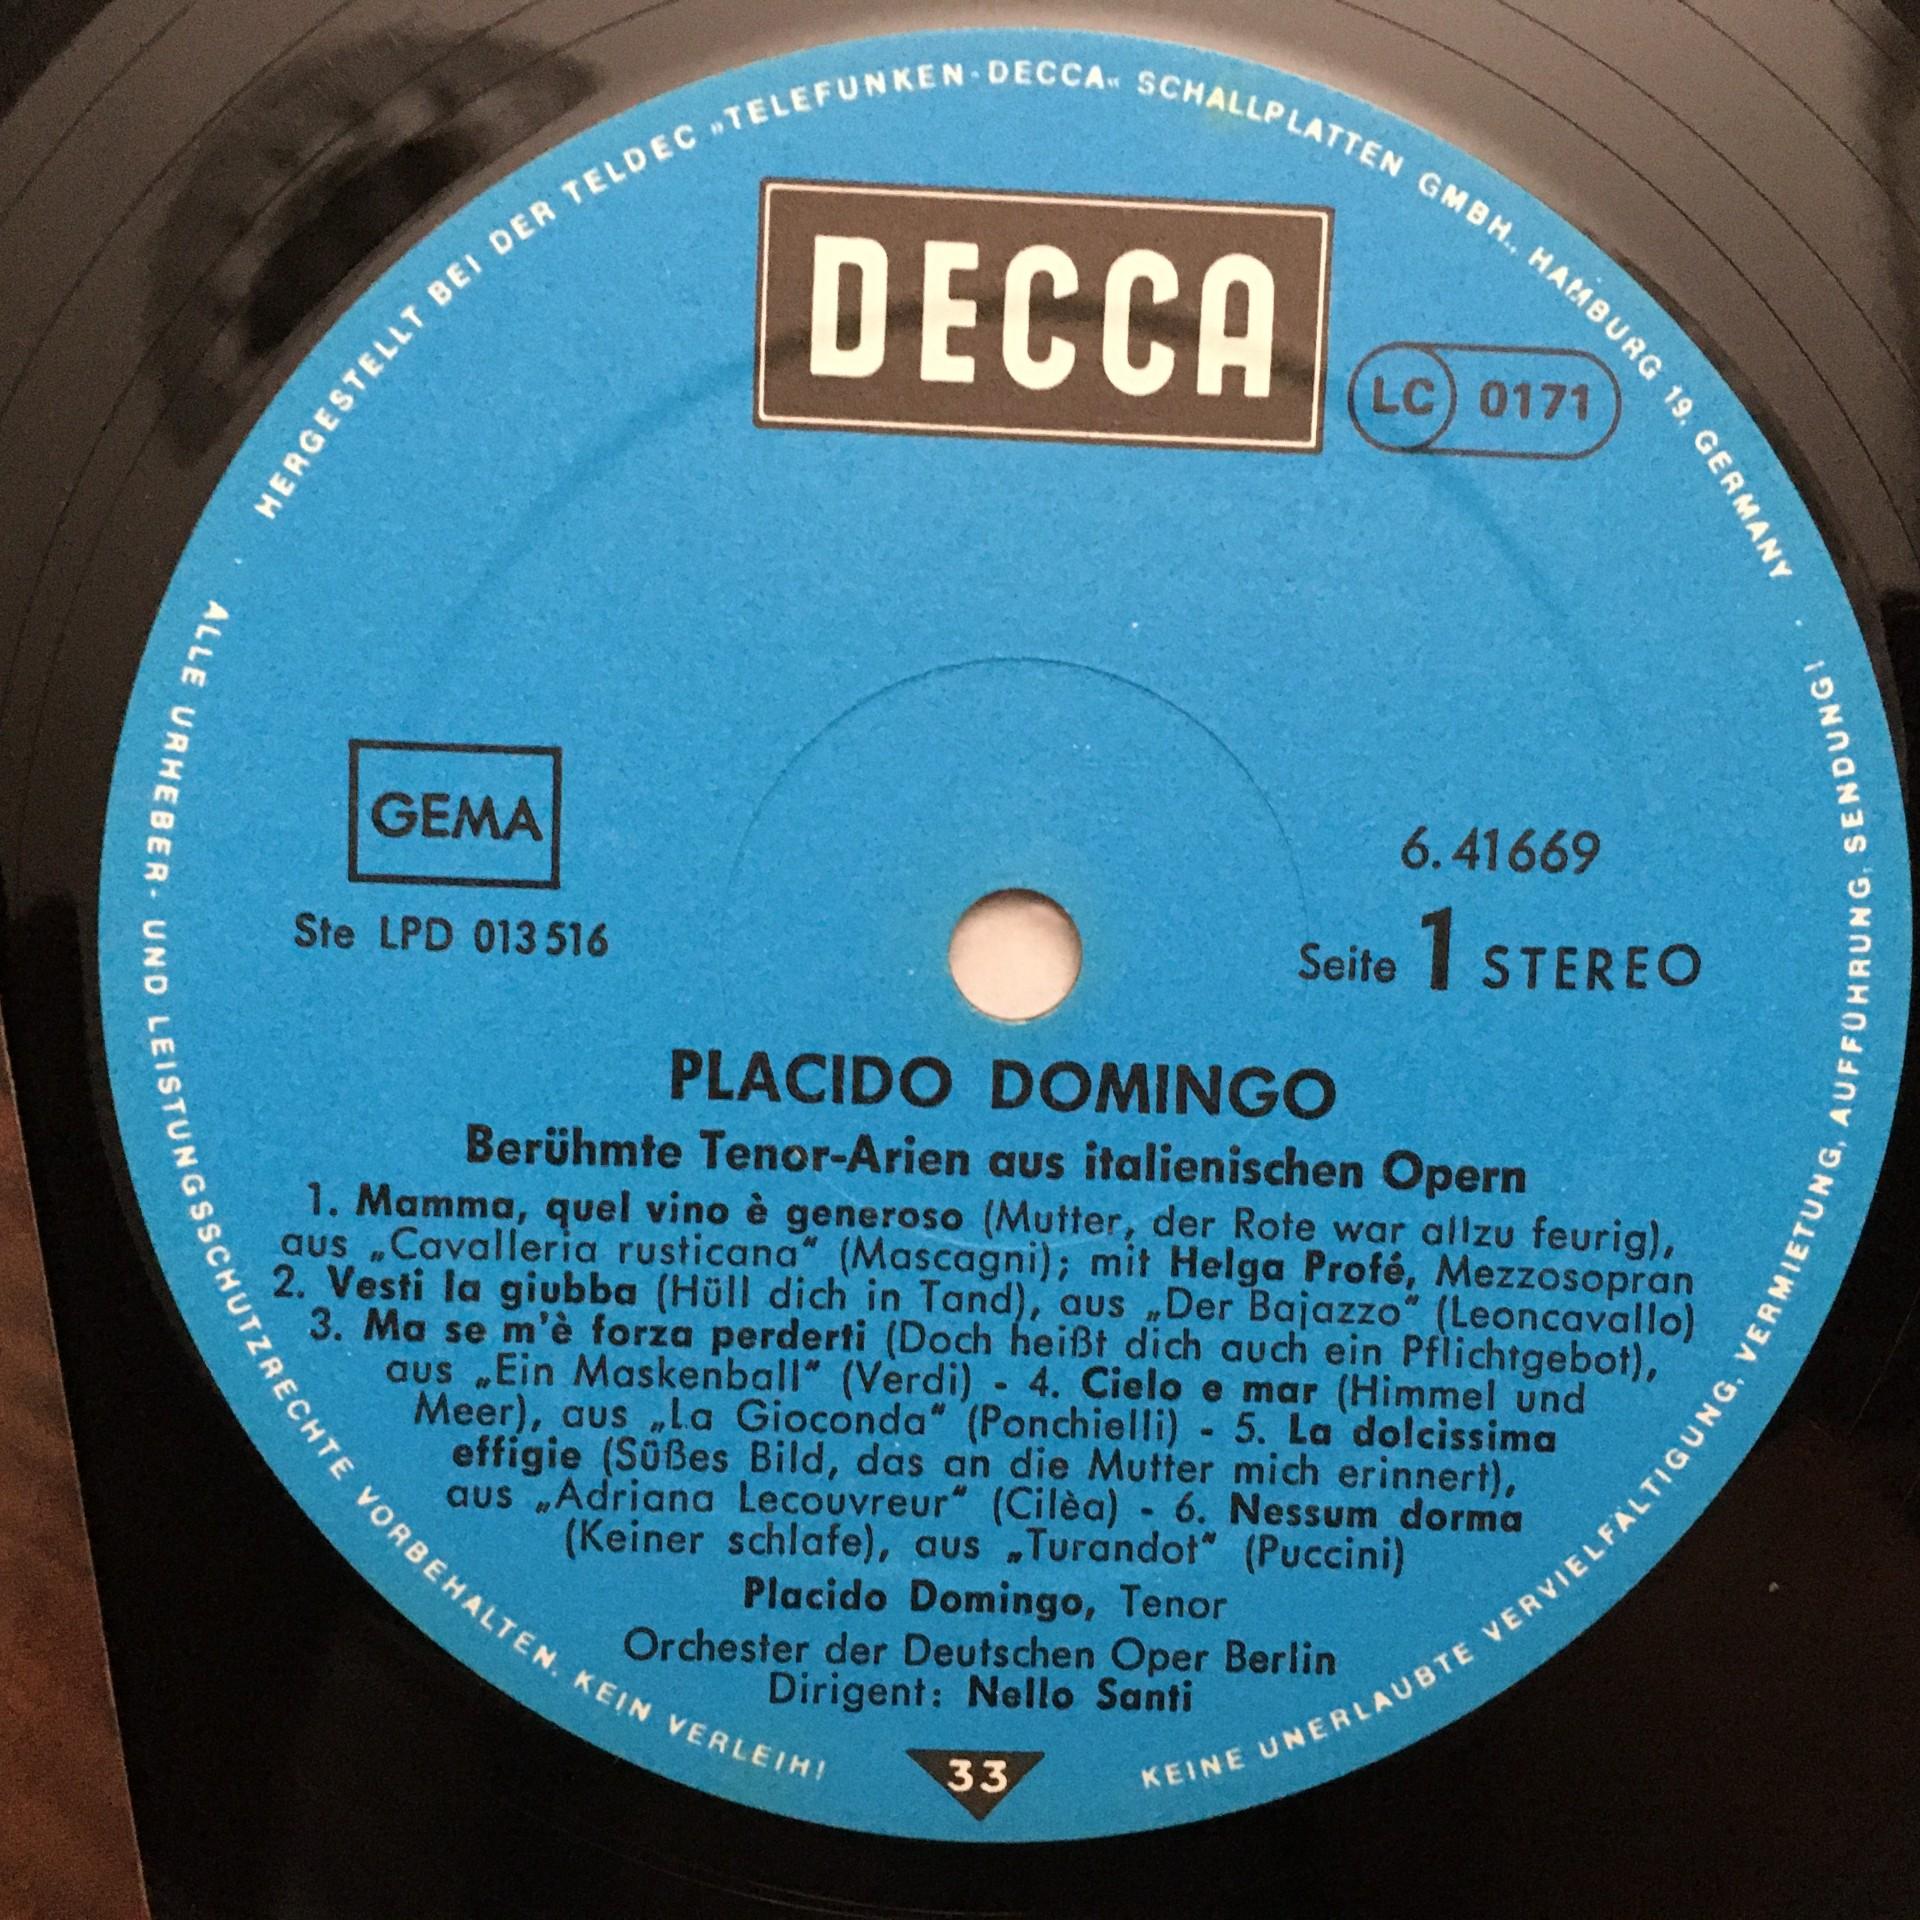 HERGESTELLT BEI DER TELDEC „TELEFUNKEN-DECCA“ SCHALLPLATTEN GMBH., HAMBURG 19, GERMANY
DECCA
LC 0171
GEMA
6.41669
Ste LPD 013516
Seite 1 STEREO
PLACIDO DOMINGO
Berühmte Tenor-Arien aus italienischen Opern
1. Mamma, quel vino è generoso (Mutter, der Rote war allzu feurig),
aus „Cavalleria rusticana“ (Mascagni); mit Helga Profé, Mezzosopran
2. Vesti la giubba (Hüll dich in Tand), aus „Der Bajazzo“ (Leoncavallo)
3. Ma se m'è forza perderti (Doch heißt dich auch ein Pflichtgebot),
aus „Ein Maskenball“ (Verdi) - 4. Cielo e mar (Himmel und
Meer), aus „La Gioconda“ (Ponchielli) - 5. La dolcissima
effigie (Süßes Bild, das an die Mutter mich erinnert),
aus „Adriana Lecouvreur“ (Cilèa) - 6. Nessum dorma
(Keiner schlafe), aus „Turandot“ (Puccini)
Placido Domingo, Tenor
Orchester der Deutschen Oper Berlin
Dirigent: Nello Santi
33
ALLE URHEBER- UND LEISTUNGSSCHUTZRECHTE VORBEHALTEN. KEIN VERLEIH!
KEINE UNERLAUBTE VERVIELFÄLTIGUNG, VERMIETUNG, AUFFÜHRUNG, SENDUNG!